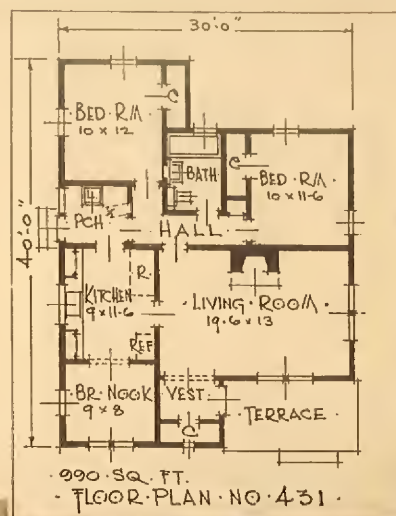 30'·0"
40'·0"
BED·R/M
10 x 12
C
BATH
C
BED R/M
10 x 11-6
L
PCH
HALL
R.
KITCHEN
9 x 11-6
LIVING·ROOM
19·6 x 13
REF
BR·NOOK
9 x 8
VEST·
TERRACE·
C
·990·SQ. FT.
·FLOOR·PLAN·NO·431·